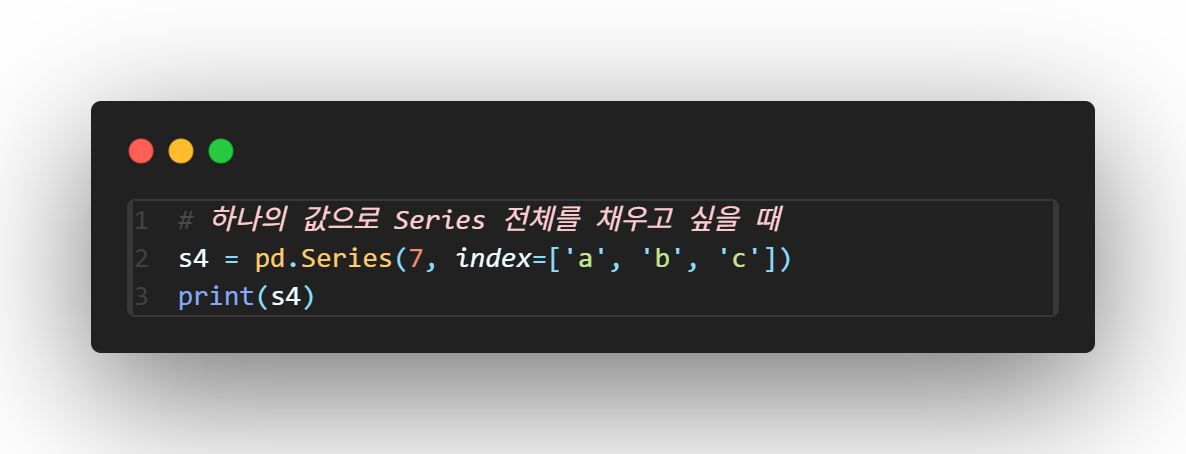 1 # 하나의 값으로 Series 전체를 채우고 싶을 때
2 s4 = pd.Series(7, index=['a', 'b', 'c'])
3 print(s4)